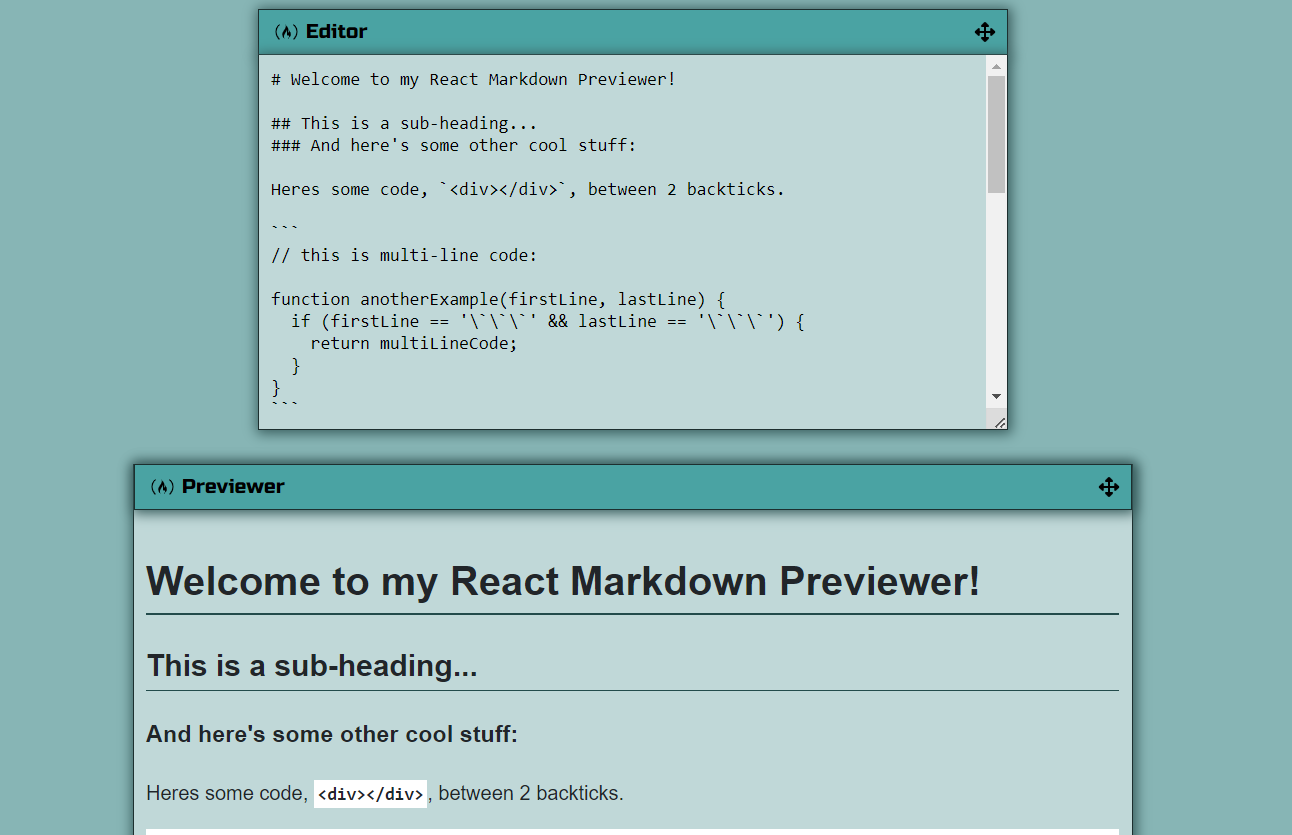 Editor
# Welcome to my React Markdown Previewer!
## This is a sub-heading...
### And here's some other cool stuff:
Heres some code, `<div></div>`, between 2 backticks.
```
// this is multi-line code:
function anotherExample(firstLine, lastLine) {
  if (firstLine == '\`\`\`' && lastLine == '\`\`\`') {
    return multiLineCode;
  }
}
```
Previewer
Welcome to my React Markdown Previewer!
This is a sub-heading...
And here's some other cool stuff:
Heres some code, <div></div>, between 2 backticks.